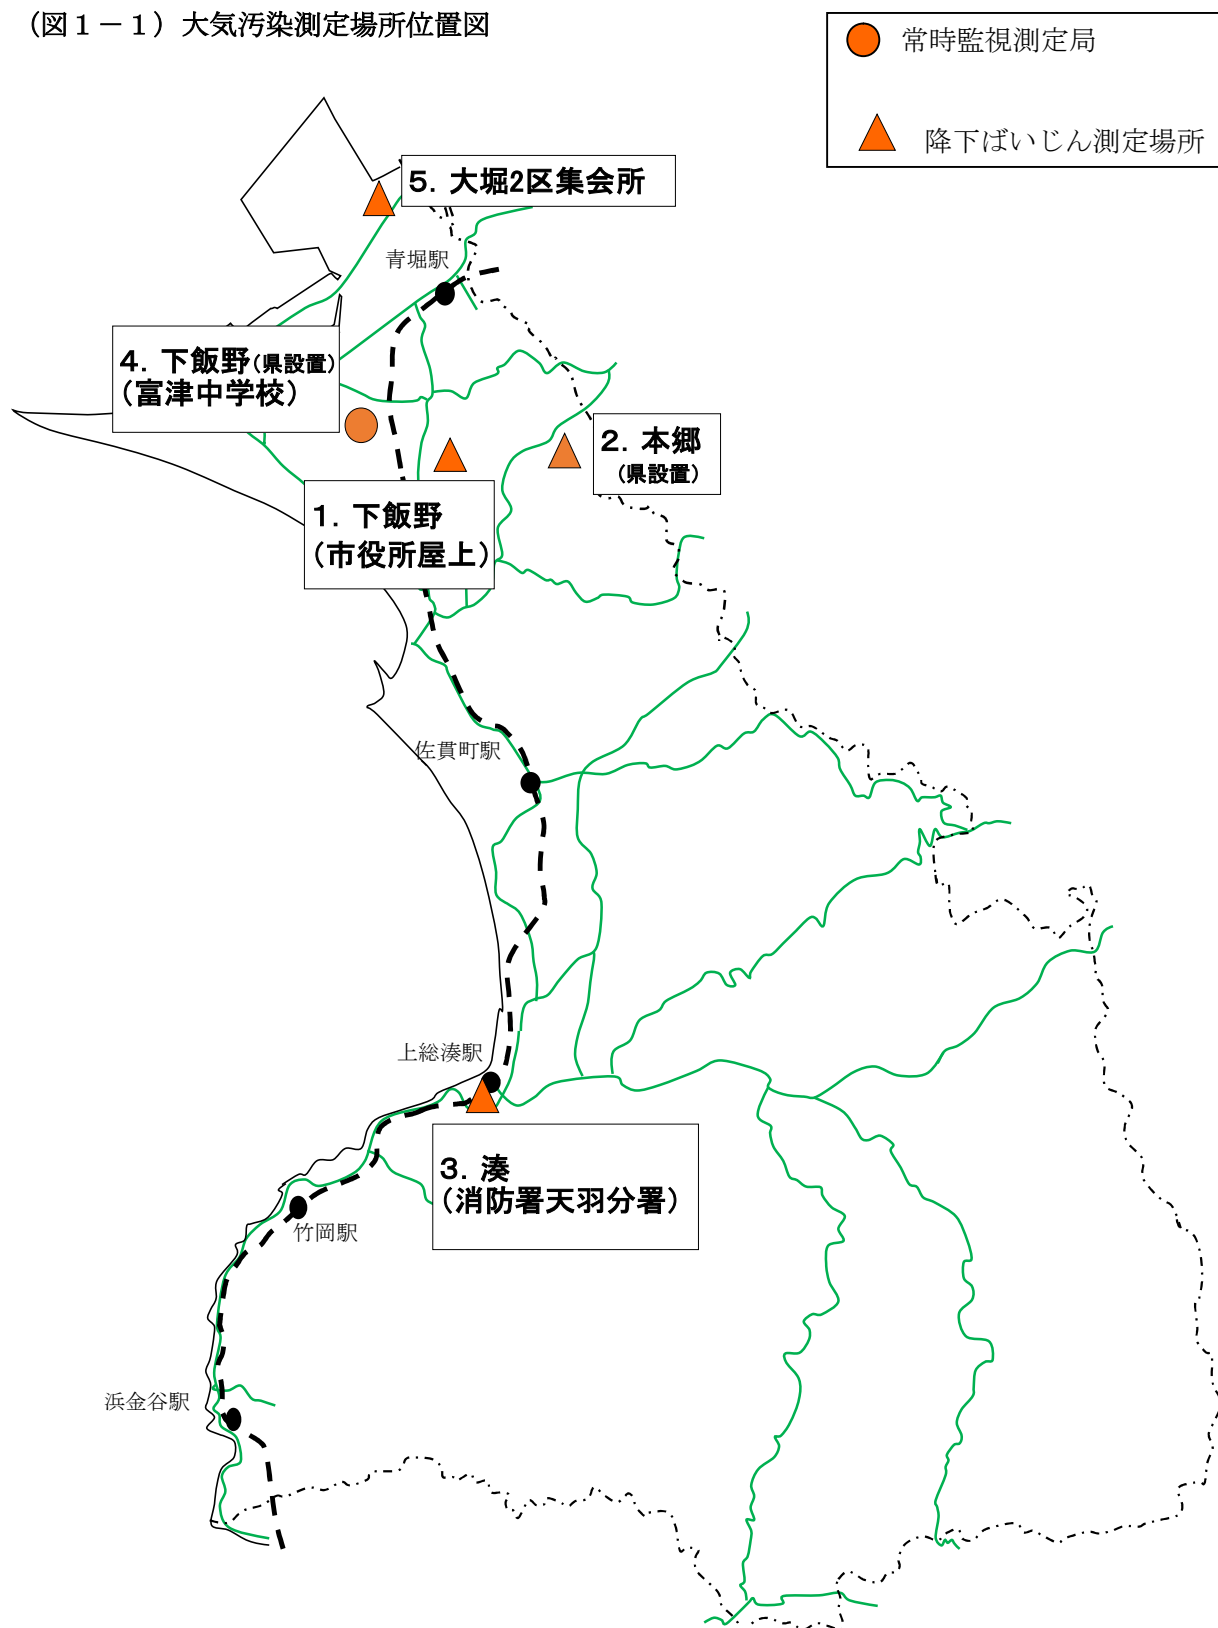 （図１－１）大気汚染測定場所位置図
常時監視測定局
降下ばいじん測定場所
5．大堀2区集会所
青堀駅
4．下飯野（県設置）
（富津中学校）
2．本郷
（県設置）
1．下飯野
（市役所屋上）
佐貫町駅
上総湊駅
3．湊
（消防署天羽分署）
竹岡駅
浜金谷駅